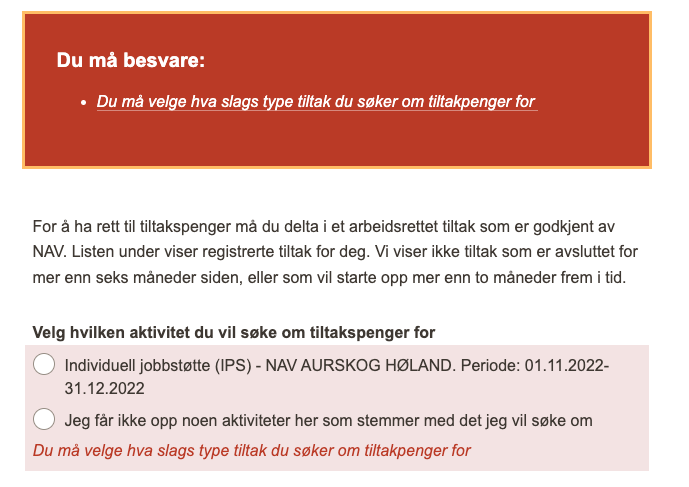 Du må besvare:
• Du må velge hva slags type tiltak du søker om tiltakpenger for
For å ha rett til tiltakspenger må du delta i et arbeidsrettet tiltak som er godkjent av
NAV. Listen under viser registrerte tiltak for deg. Vi viser ikke tiltak som er avsluttet for
mer enn seks måneder siden, eller som vil starte opp mer enn to måneder frem i tid.
Velg hvilken aktivitet du vil søke om tiltakspenger for
Individuell jobbstøtte (IPS) - NAV AURSKOG HØLAND. Periode: 01.11.2022-
31.12.2022
Jeg får ikke opp noen aktiviteter her som stemmer med det jeg vil søke om
Du må velge hva slags type tiltak du søker om tiltakpenger for